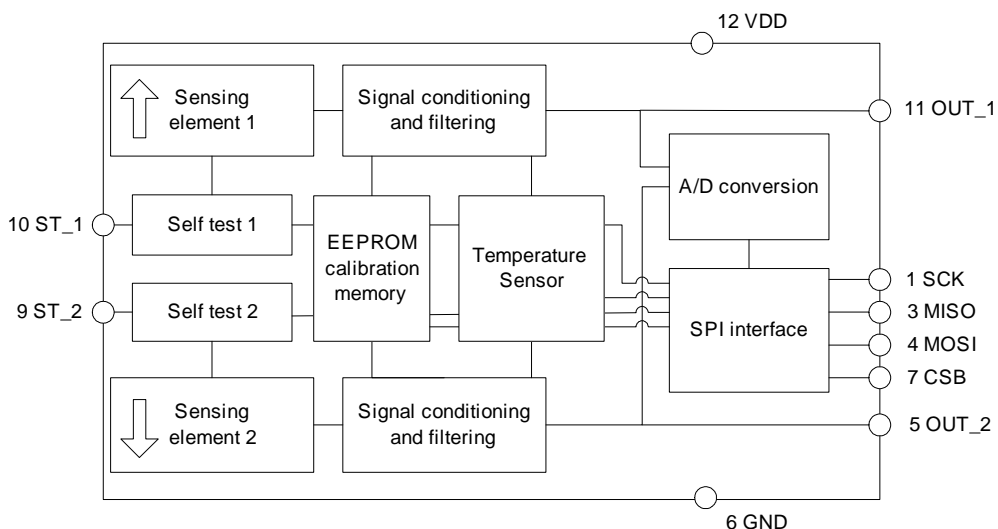 12 VDD
Sensing
element 1
Signal conditioning
and filtering
11 OUT_1
A/D conversion
10 ST_1
Self test 1
EEPROM
calibration
memory
Temperature
Sensor
9 ST_2
Self test 2
SPI interface
1 SCK
3 MISO
4 MOSI
7 CSB
Sensing
element 2
Signal conditioning
and filtering
5 OUT_2
6 GND